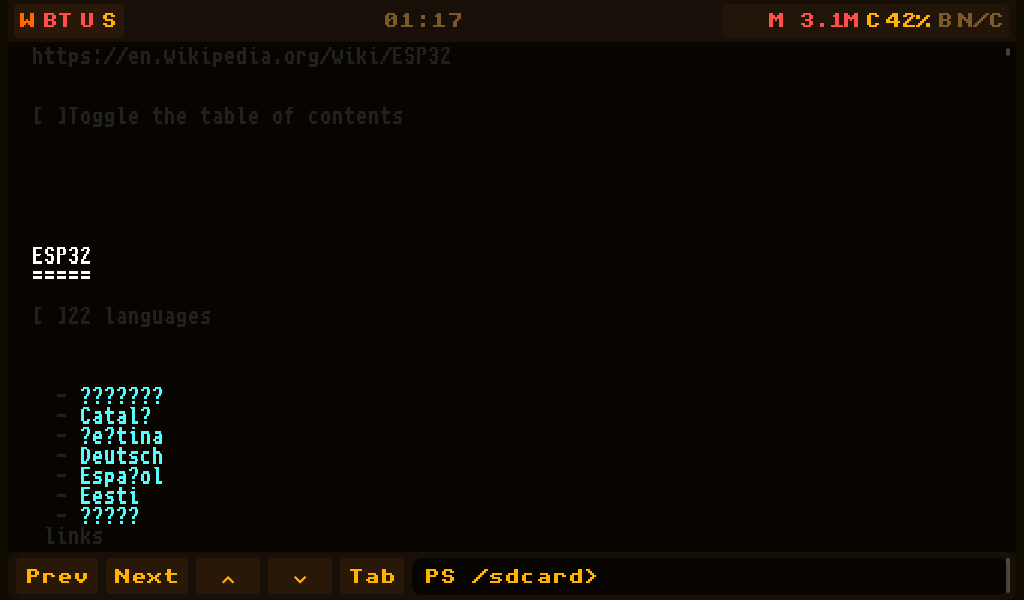 W BT U S 01:17 M 3.1M C 42% B N/C
https://en.wikipedia.org/wiki/ESP32
[ ]Toggle the table of contents
ESP32
=====
[ ]22 languages
- ???????
- Catal?
- ?e?tina
- Deutsch
- Espa?ol
- Eesti
- ?????
links
Prev Next ^ v Tab PS /sdcard>